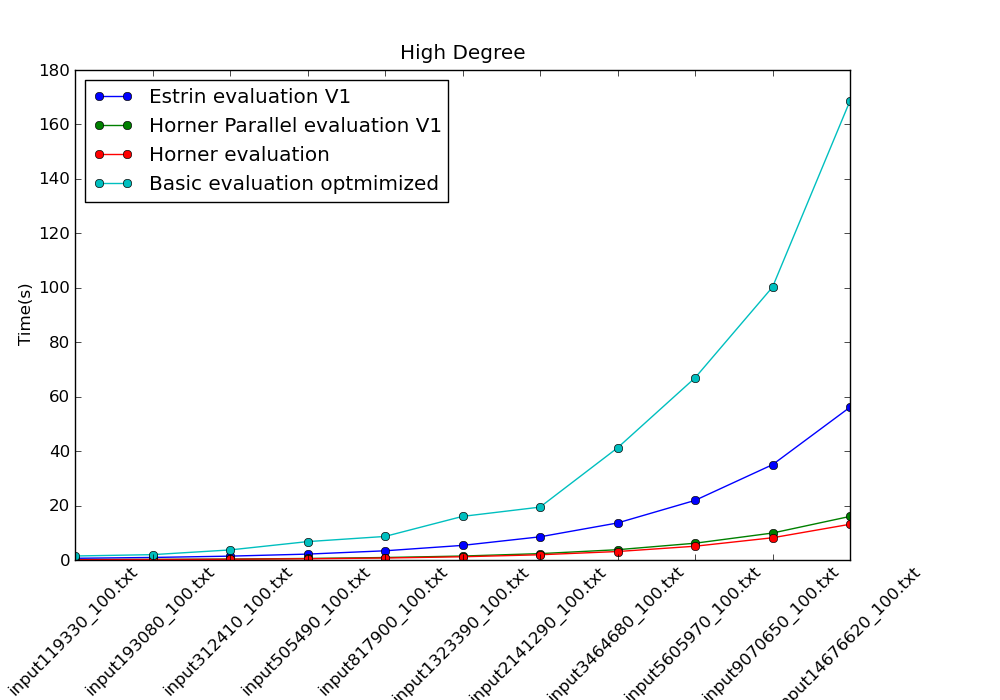 High Degree
180
160
140
120
100
80
60
40
20
0
Time(s)
Estrin evaluation V1
Horner Parallel evaluation V1
Horner evaluation
Basic evaluation optmimized
input119330_100.txt
input193080_100.txt
input312410_100.txt
input505490_100.txt
input817900_100.txt
input1323390_100.txt
input2141290_100.txt
input3464680_100.txt
input5605970_100.txt
input9070650_100.txt
input14676620_100.txt